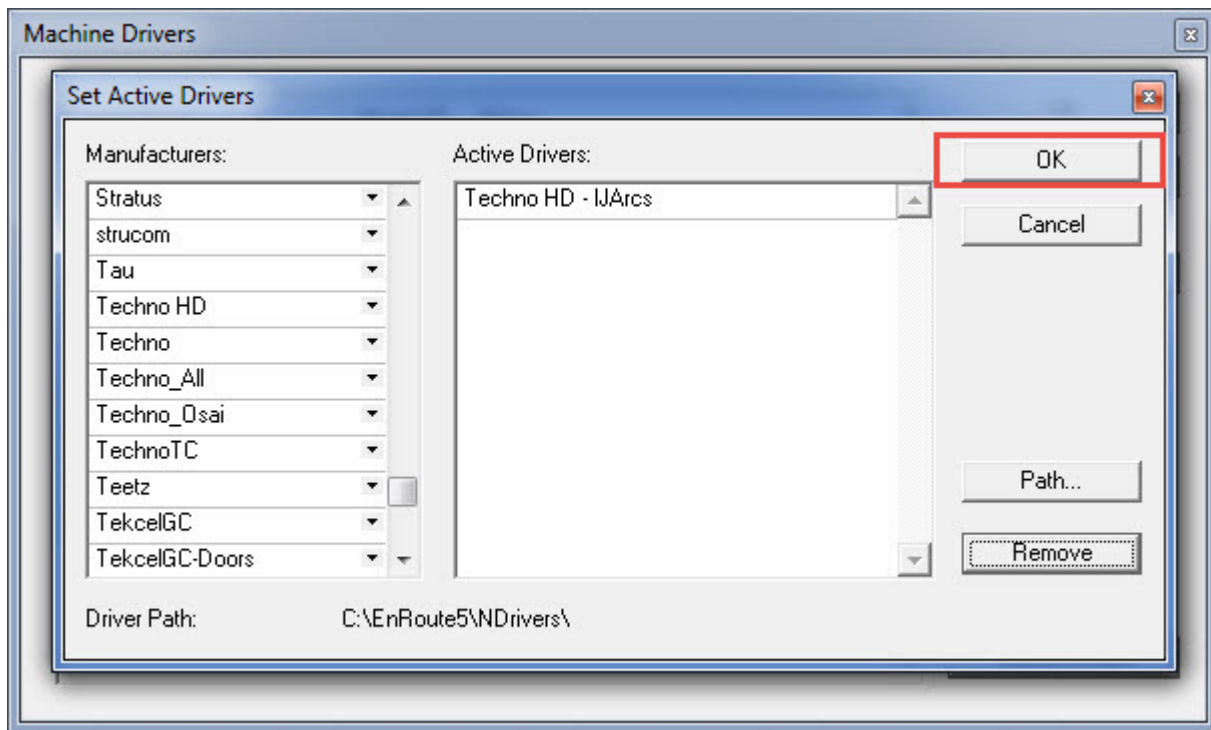 Machine Drivers
Set Active Drivers
Manufacturers:
Active Drivers:
OK
Stratus
Techno HD - IJArcs
Cancel
strucom
Tau
Techno HD
Techno
Techno_All
Techno_Osai
TechnoTC
Teetz
Path...
TekcelGC
TekcelGC-Doors
Remove
Driver Path:
C:\EnRoute5\NDrivers\